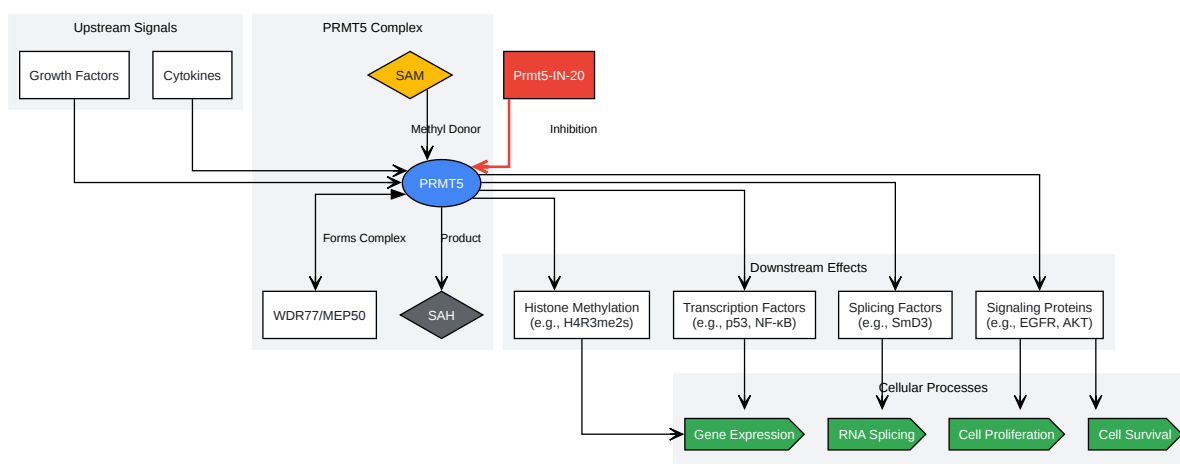 Upstream Signals
PRMT5 Complex
Growth Factors
Cytokines
SAM
Prmt5-IN-20
Methyl Donor
Inhibition
PRMT5
Forms Complex
Product
Downstream Effects
WDR77/MEP50
SAH
Histone Methylation
(e.g., H4R3me2s)
Transcription Factors
(e.g., p53, NF-κB)
Splicing Factors
(e.g., SmD3)
Signaling Proteins
(e.g., EGFR, AKT)
Cellular Processes
Gene Expression
RNA Splicing
Cell Proliferation
Cell Survival